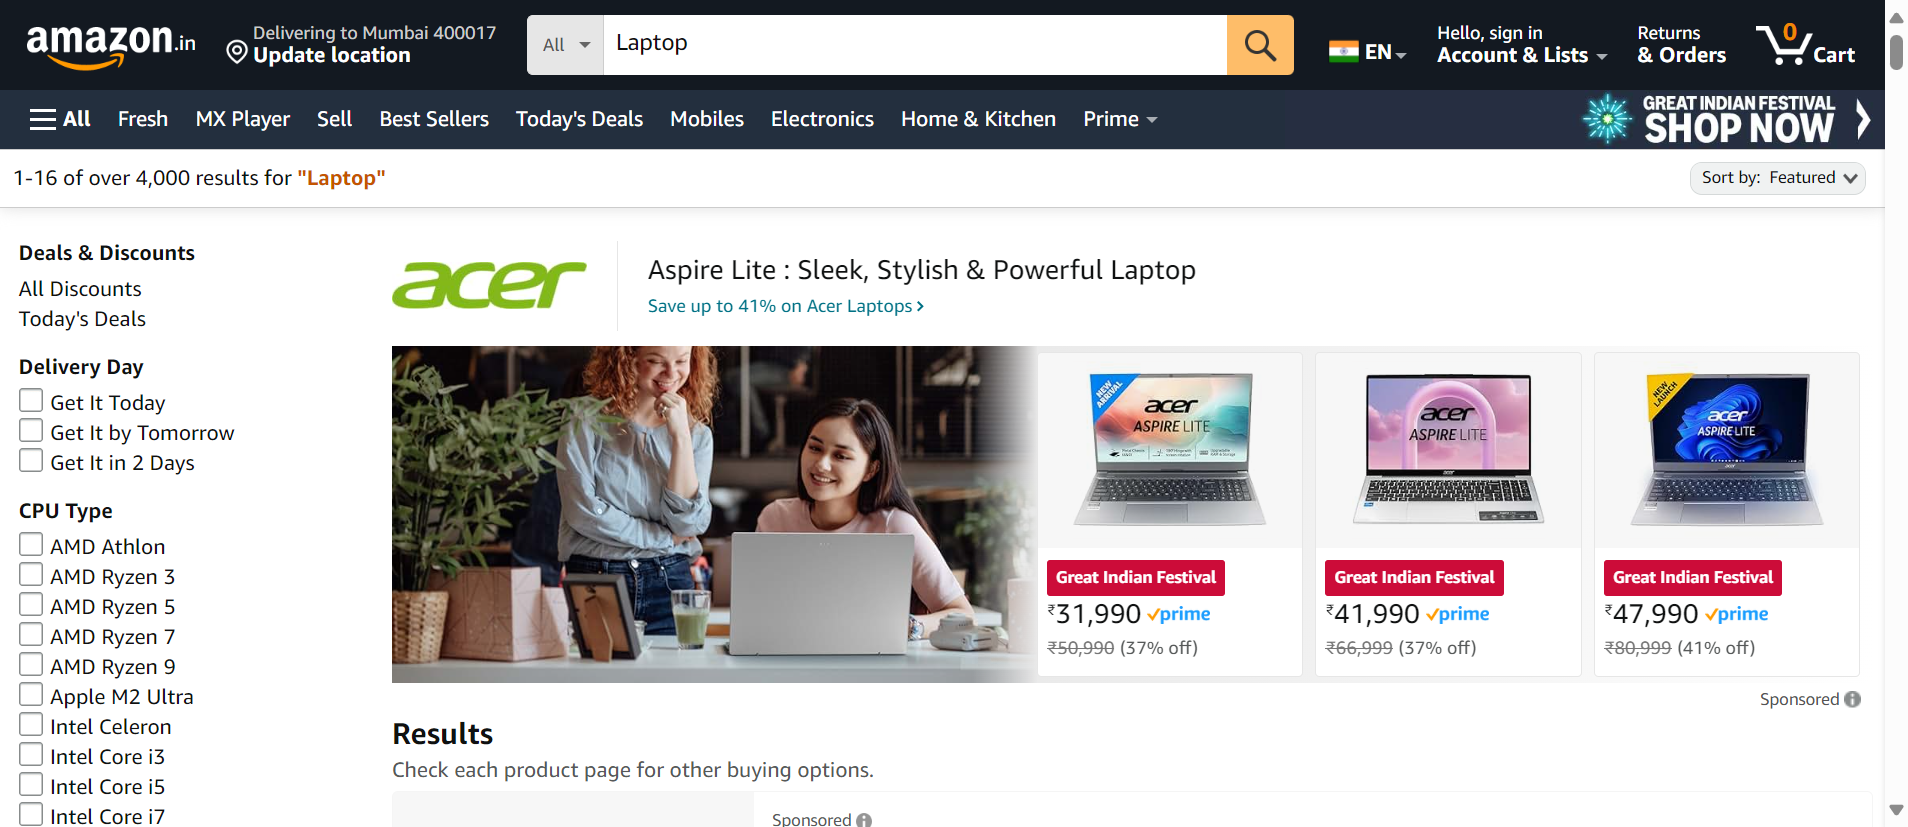 amazon.in
Delivering to Mumbai 400017
Update location
All
Laptop
EN
Hello, sign in
Account & Lists
Returns
& Orders
0
Cart
All
Fresh
MX Player
Sell
Best Sellers
Today's Deals
Mobiles
Electronics
Home & Kitchen
Prime
GREAT INDIAN FESTIVAL
SHOP NOW
1-16 of over 4,000 results for "Laptop"
Sort by: Featured
Deals & Discounts
All Discounts
Today's Deals
Delivery Day
Get It Today
Get It by Tomorrow
Get It in 2 Days
CPU Type
AMD Athlon
AMD Ryzen 3
AMD Ryzen 5
AMD Ryzen 7
AMD Ryzen 9
Apple M2 Ultra
Intel Celeron
Intel Core i3
Intel Core i5
Intel Core i7
acer
Aspire Lite : Sleek, Stylish & Powerful Laptop
Save up to 41% on Acer Laptops
NEW ARRIVAL
acer
ASPIRE LITE
Great Indian Festival
₹31,990 prime
₹50,990 (37% off)
acer
ASPIRE LITE
acer
Great Indian Festival
₹41,990 prime
₹66,999 (37% off)
NEW LAUNCH
acer
ASPIRE LITE
acer
Great Indian Festival
₹47,990 prime
₹80,999 (41% off)
Sponsored
Results
Check each product page for other buying options.
Sponsored